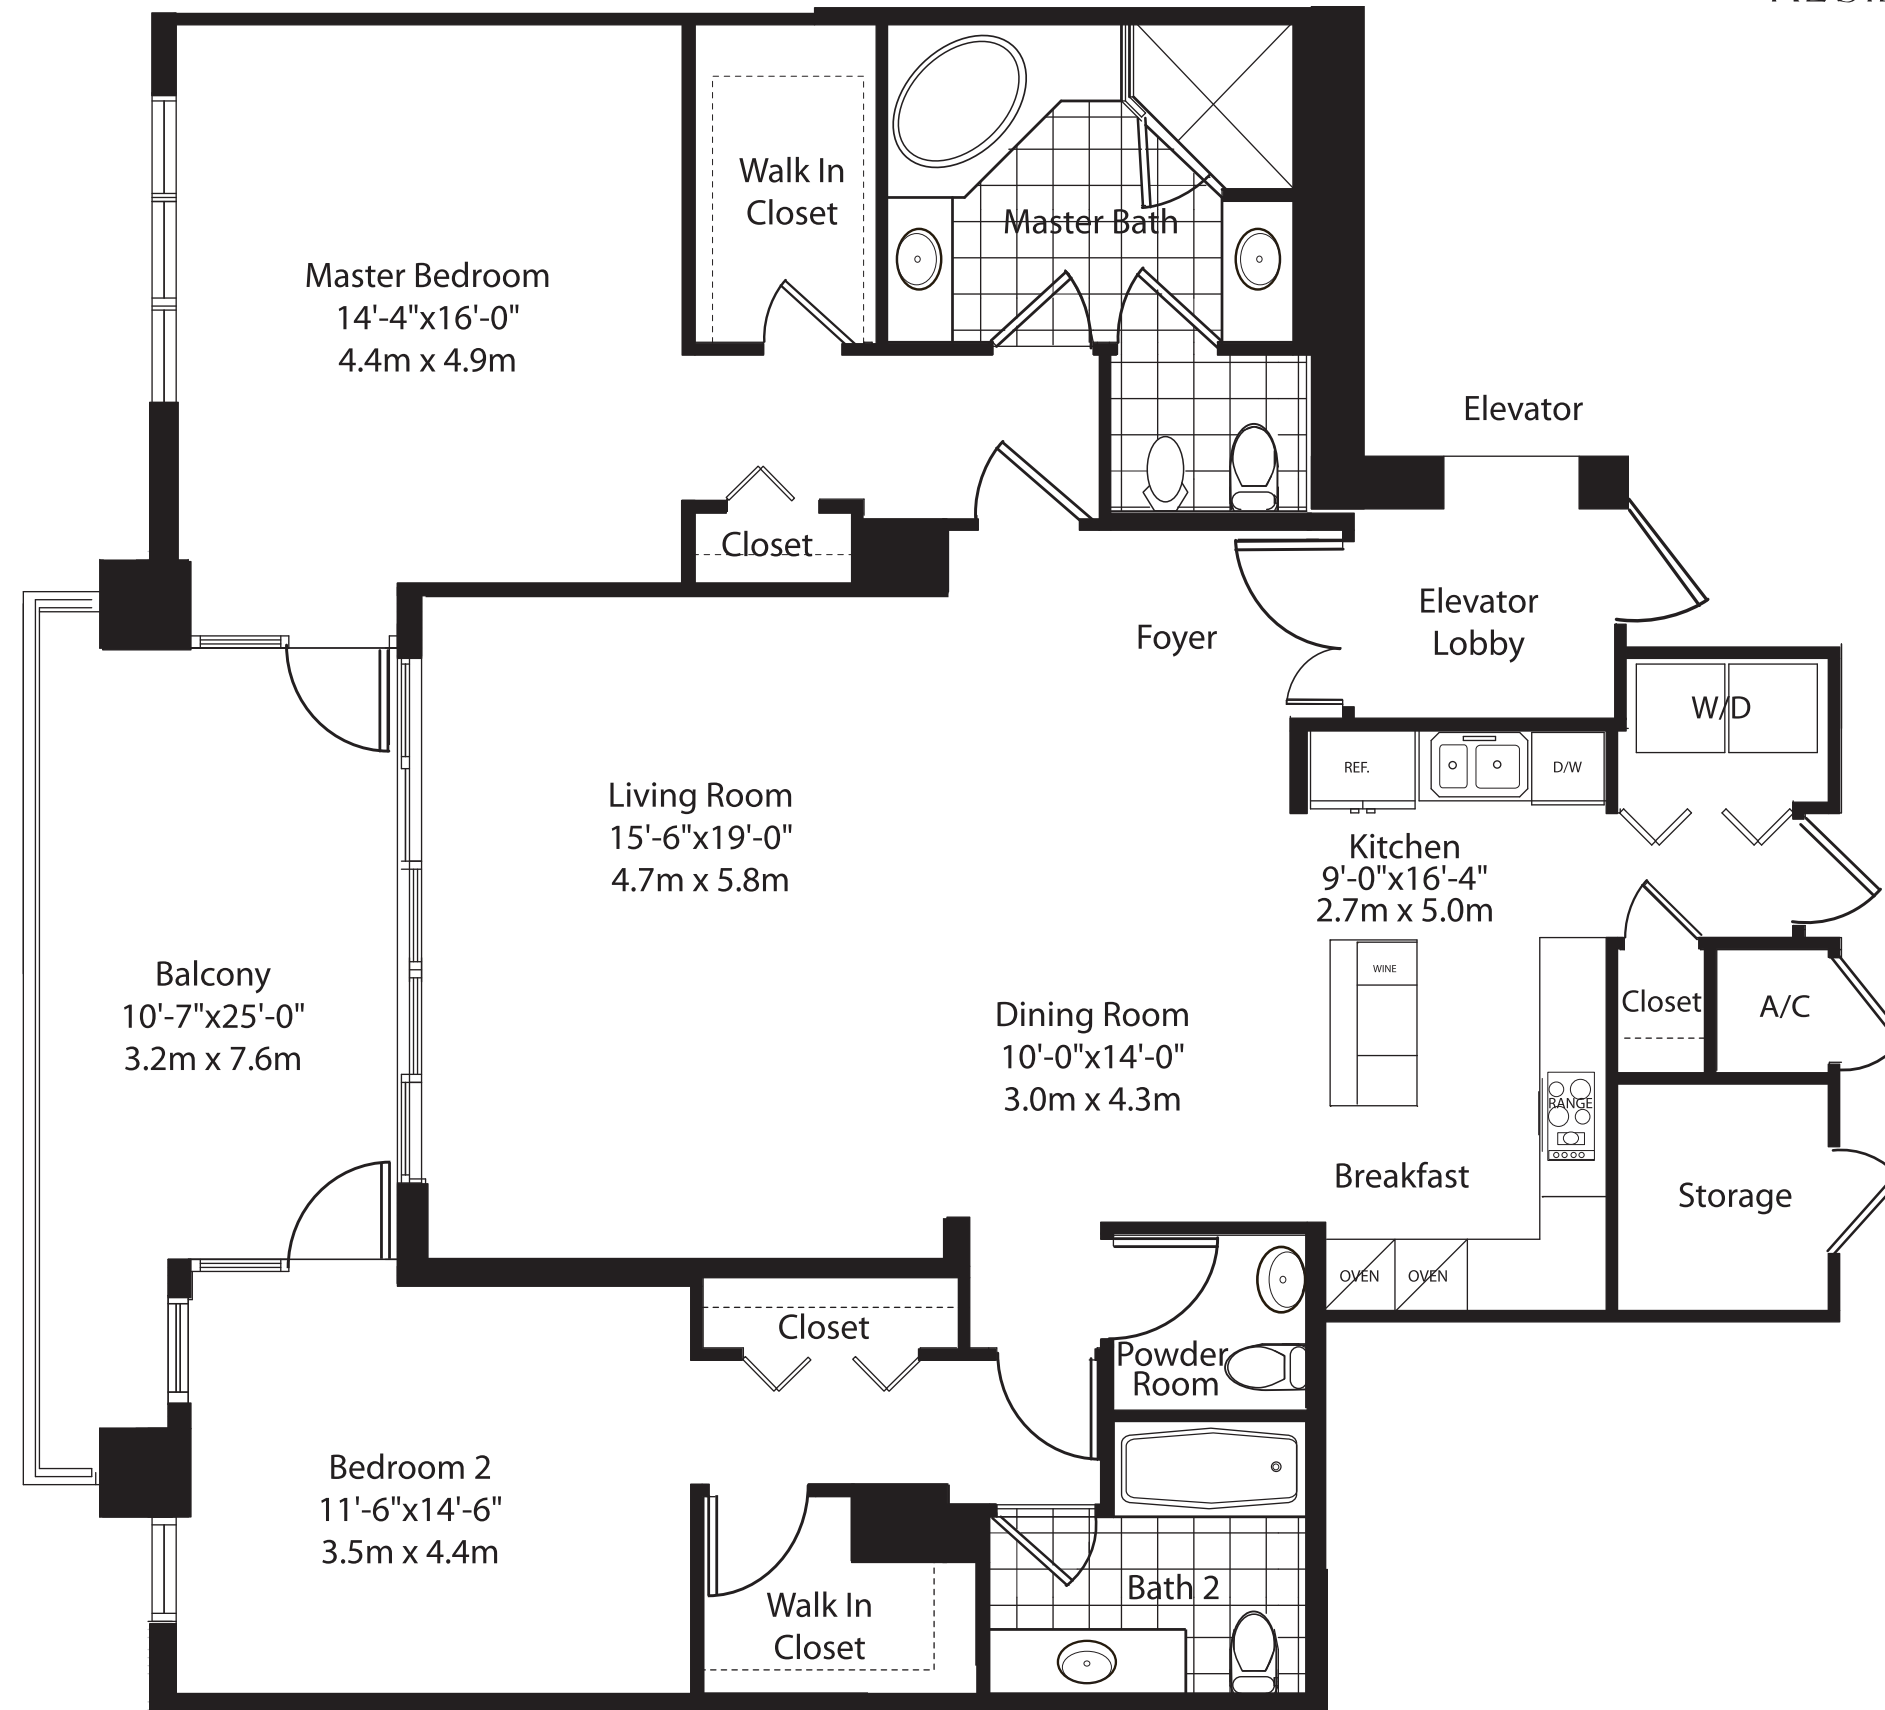 Walk In
Closet
Master Bath
Master Bedroom
14'-4"x16'-0"
4.4m x 4.9m
Elevator
Closet
Elevator
Lobby
Foyer
W/D
REF.
D/W
Living Room
15'-6"x19'-0"
4.7m x 5.8m
Kitchen
9'-0"x16'-4"
2.7m x 5.0m
Balcony
10'-7"x25'-0"
3.2m x 7.6m
WINE
Closet
A/C
Dining Room
10'-0"x14'-0"
3.0m x 4.3m
RANGE
Breakfast
Storage
OVEN
OVEN
Closet
Powder
Room
Bedroom 2
11'-6"x14'-6"
3.5m x 4.4m
Walk In
Closet
Bath 2